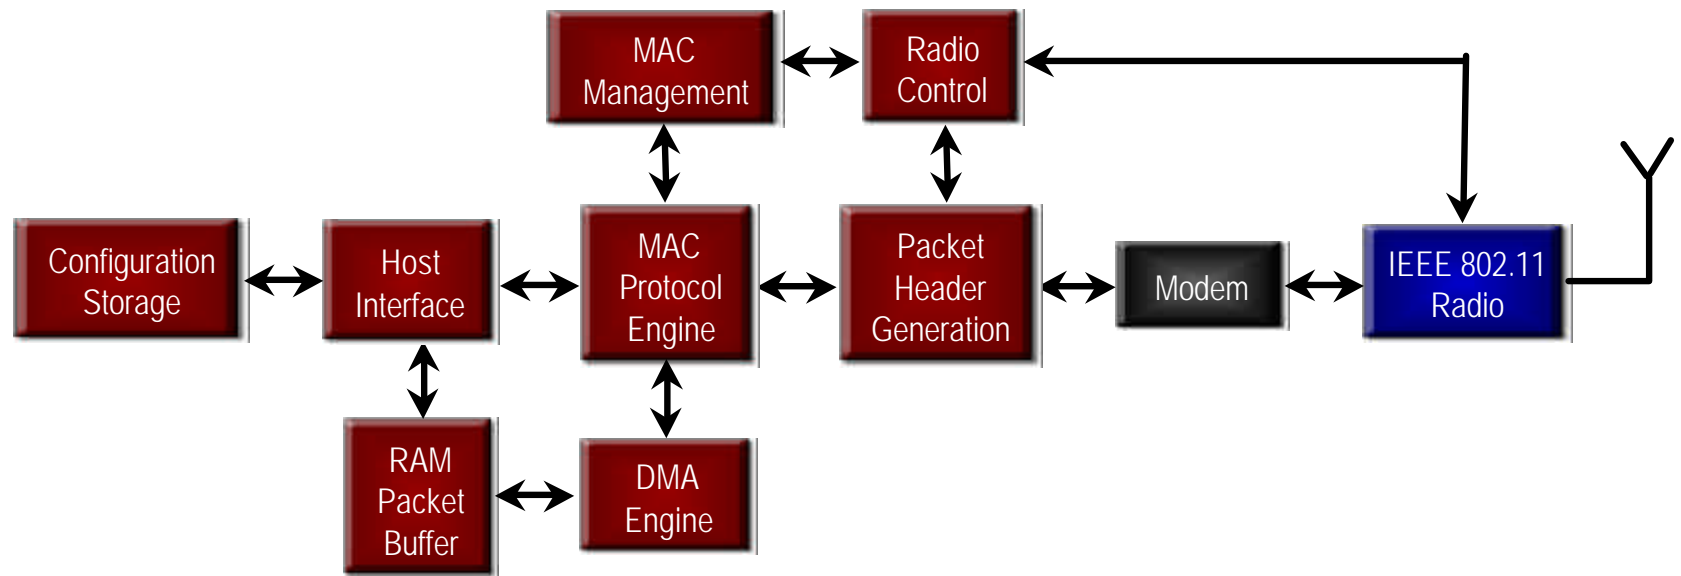 MAC
Management
Radio
Control
Configuration
Storage
Host
Interface
MAC
Protocol
Engine
Packet
Header
Generation
Modem
IEEE 802.11
Radio
RAM
Packet
Buffer
DMA
Engine